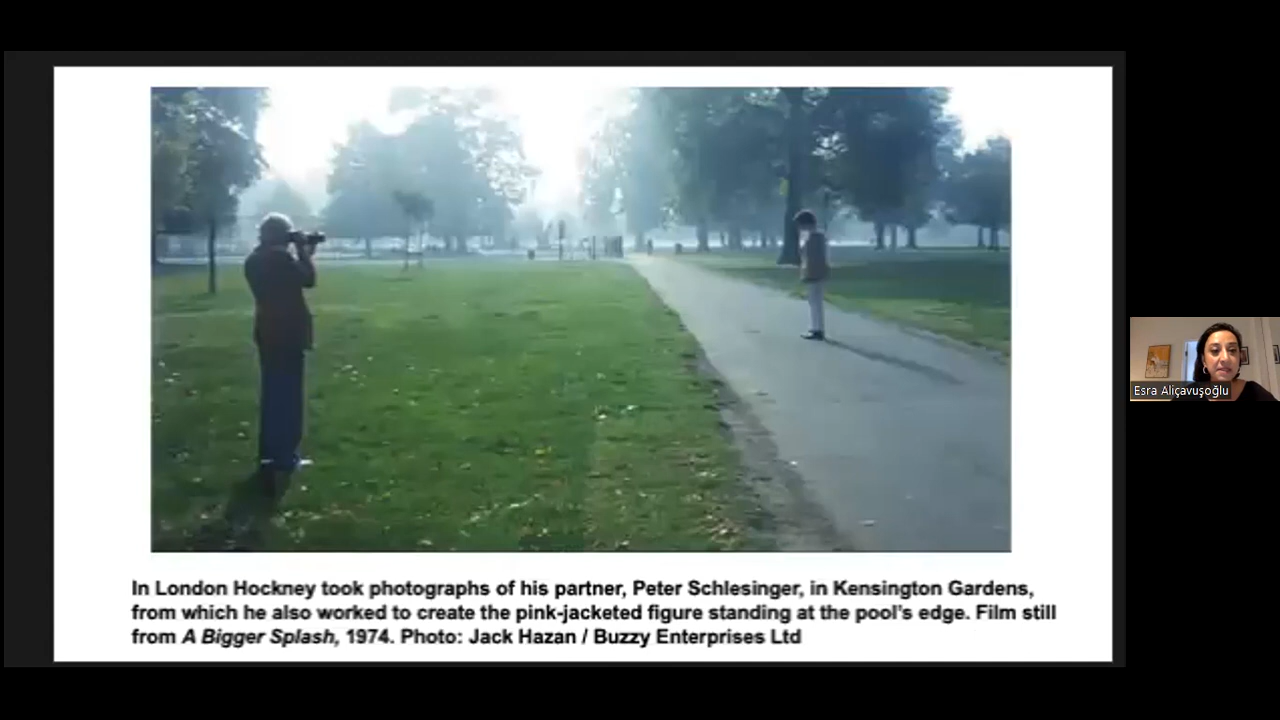 In London Hockney took photographs of his partner, Peter Schlesinger, in Kensington Gardens,
from which he also worked to create the pink-jacketed figure standing at the pool's edge. Film still
from A Bigger Splash, 1974. Photo: Jack Hazan / Buzzy Enterprises Ltd
Esra Aliçavuşoğlu